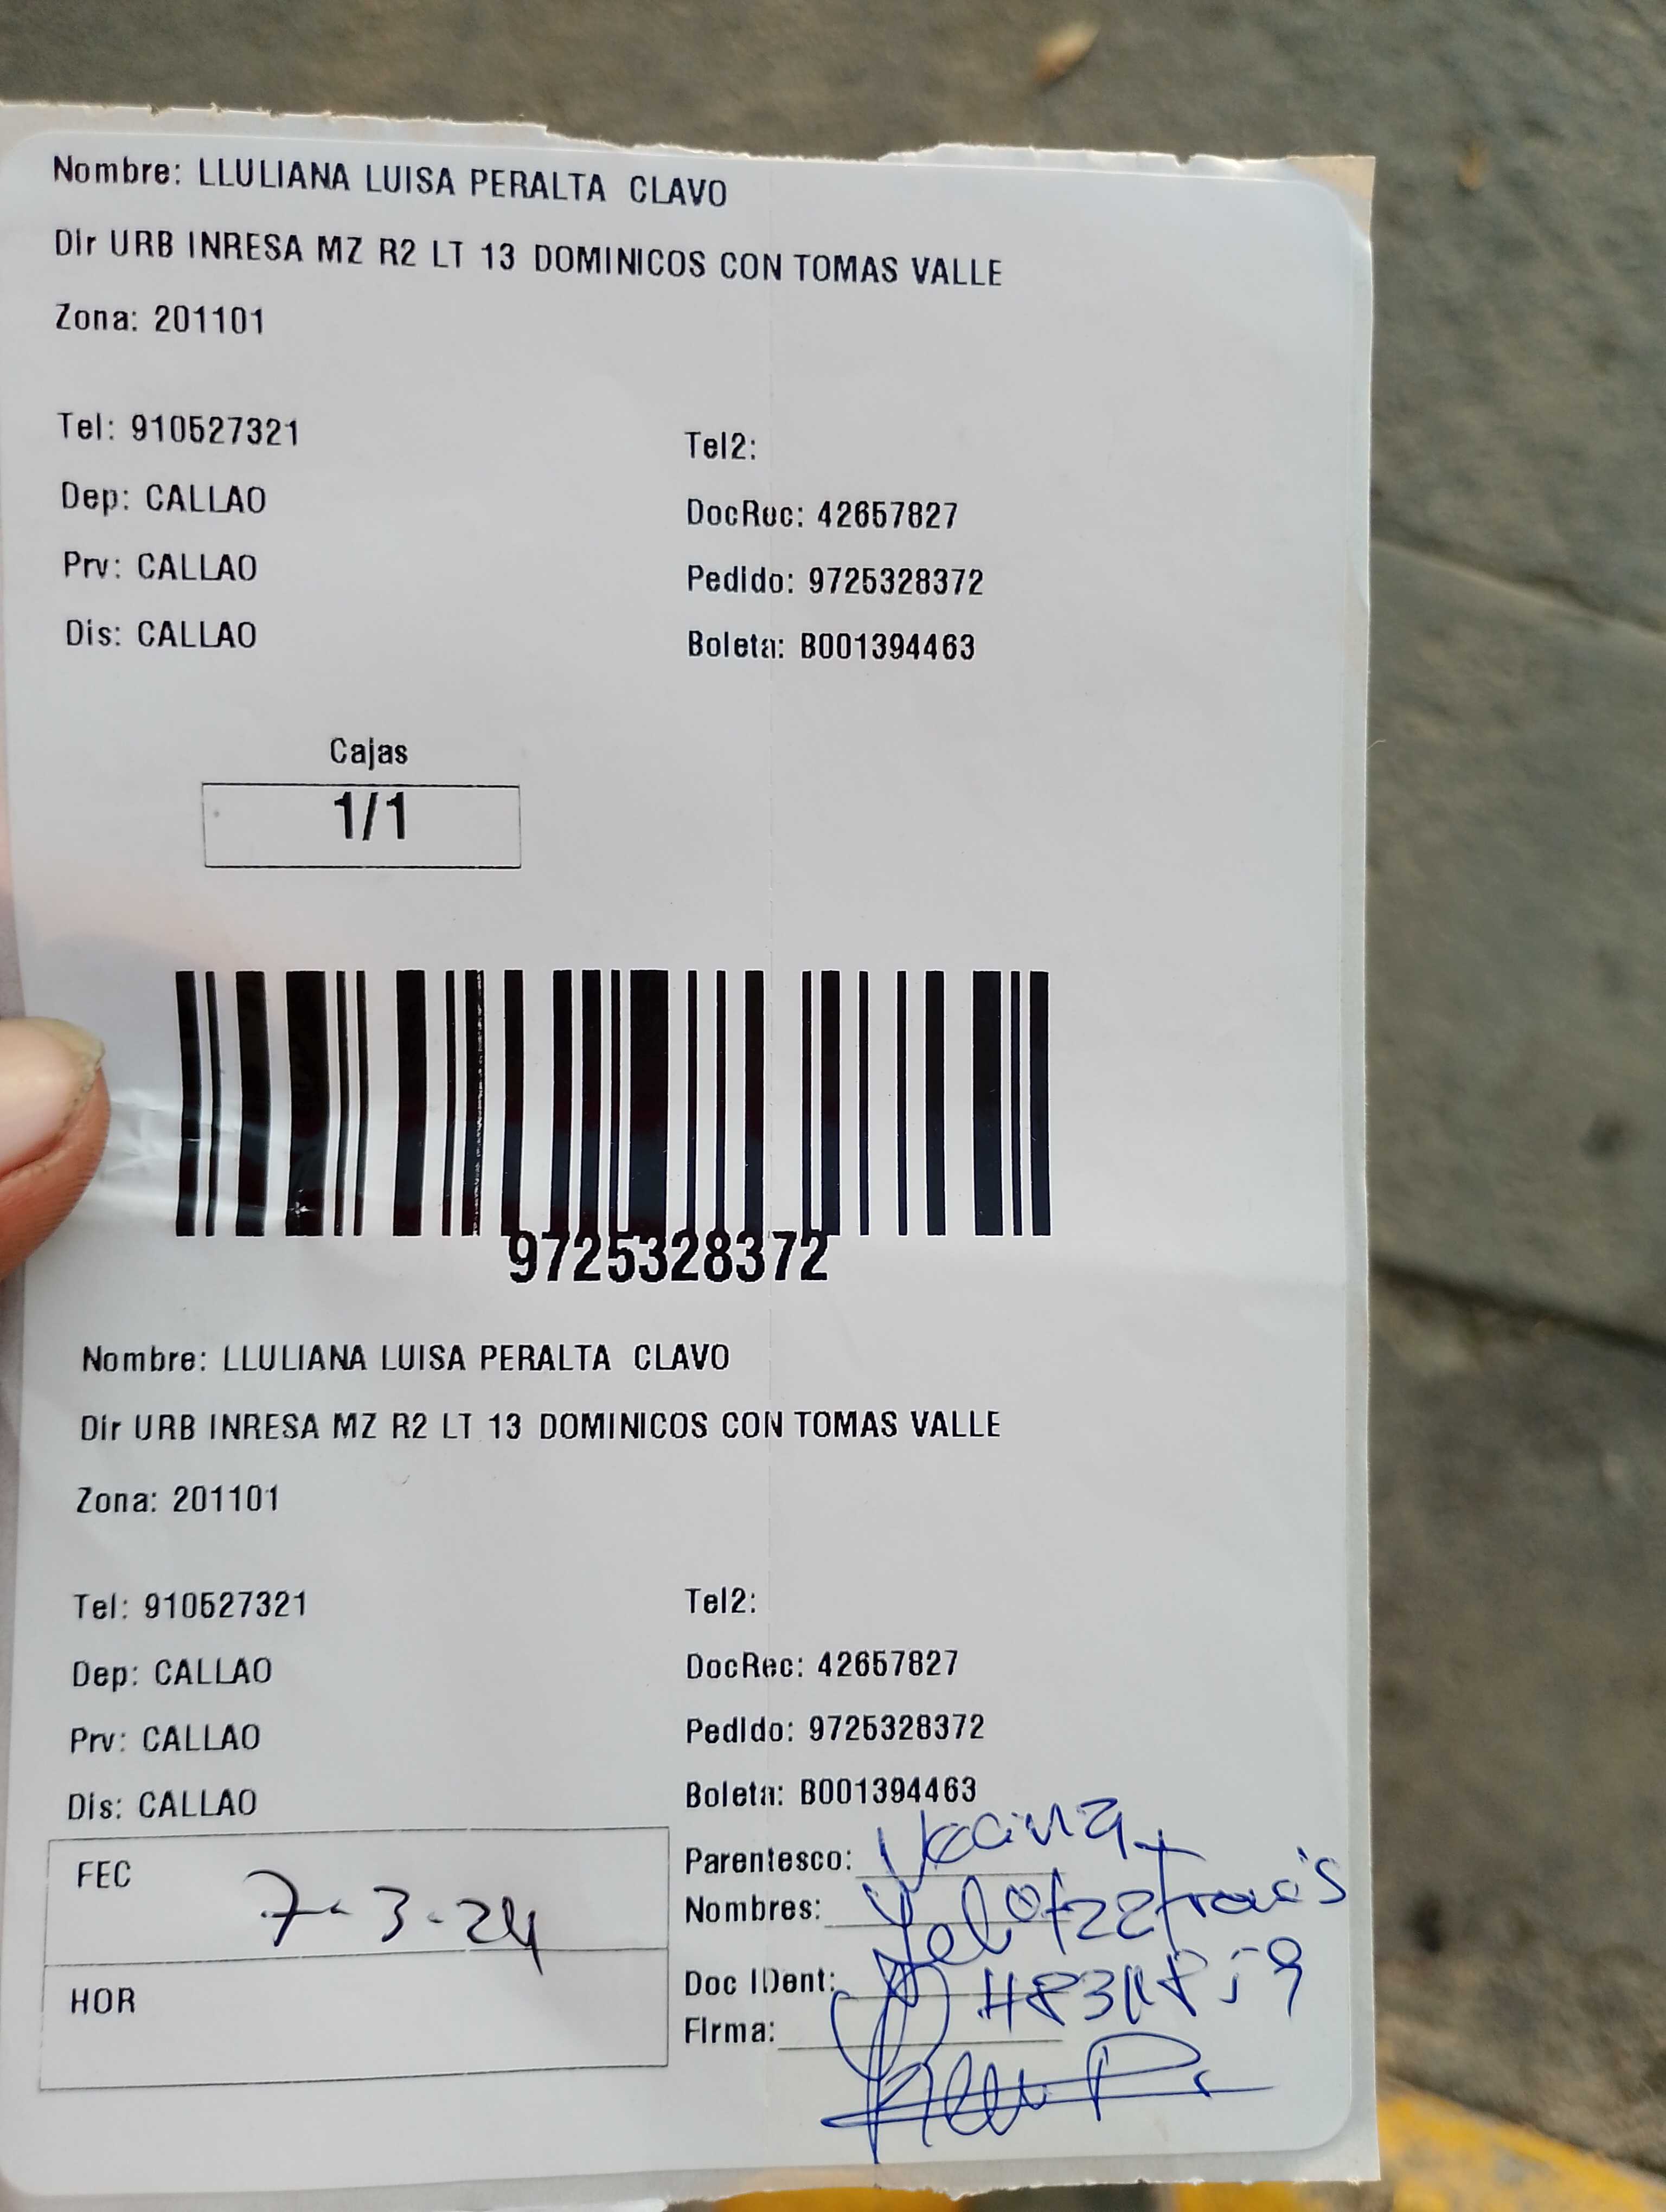 Nombre: LLULIANA LUISA PERALTA CLAVO
Dir URB INRESA MZ R2 LT 13 DOMINICOS CON TOMAS VALLE
Zona: 201101
Tel: 910527321
Tel2:
Dep: CALLAO
DocRec: 42657827
Prv: CALLAO
Pedido: 9725328372
Dis: CALLAO
Boleta: B001394463
Cajas
1/1
9725328372
Nombre: LLULIANA LUISA PERALTA CLAVO
Dir URB INRESA MZ R2 LT 13 DOMINICOS CON TOMAS VALLE
Zona: 201101
Tel: 910527321
Tel2:
Dep: CALLAO
DocRec: 42657827
Prv: CALLAO
Pedido: 9725328372
Dis: CALLAO
Boleta: B001394463
FEC 7-3-24
Parentesco: Vecina
Nombres:
HOR
Doc IDent:
Firma: